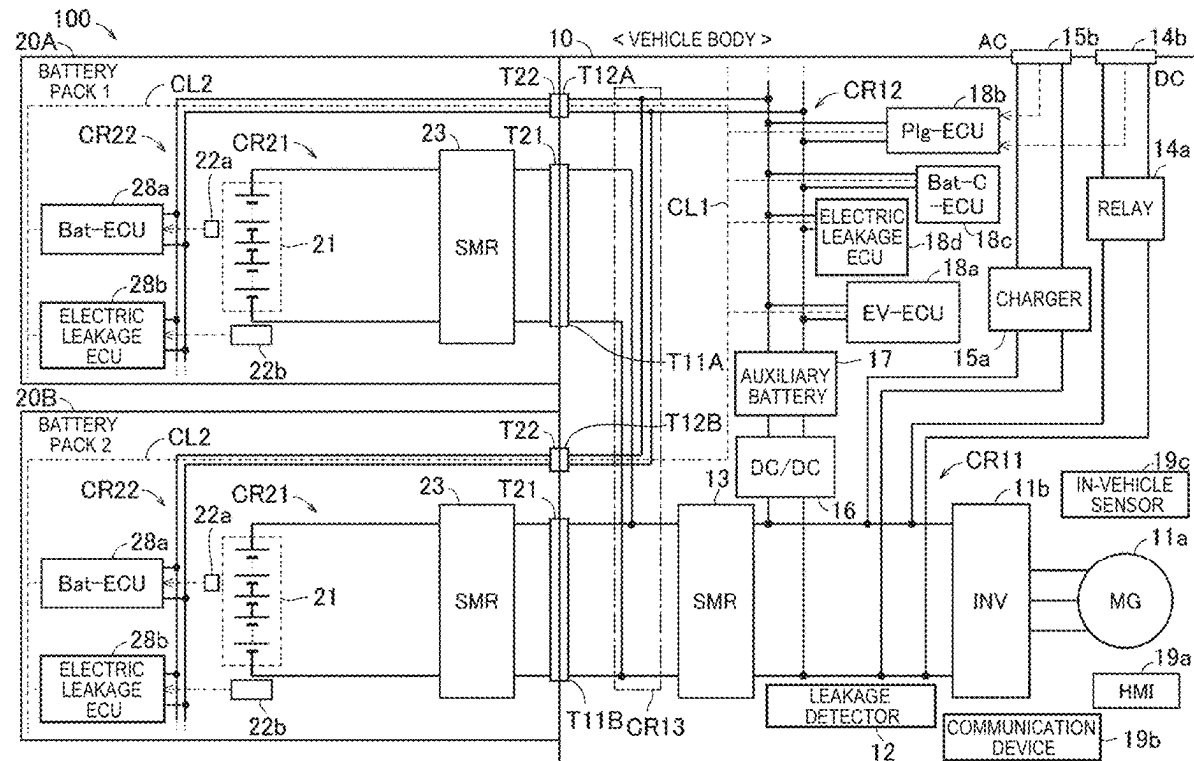 100
20A
10
< VEHICLE BODY >
AC
15b
14b
DC
BATTERY
PACK 1
CL2
T22
T12A
CR12
18b
Plg-ECU
CR22
CR21
23
T21
22a
14a
28a
Bat-ECU
21
SMR
CL1
Bat-C
-ECU
18c
RELAY
ELECTRIC
LEAKAGE
ECU
18d
28b
ELECTRIC
LEAKAGE
ECU
18a
EV-ECU
CHARGER
15a
22b
T11A
17
AUXILIARY
BATTERY
20B
BATTERY
PACK 2
CL2
T22
T12B
DC/DC
16
CR11
CR22
CR21
23
T21
13
11b
19c
IN-VEHICLE
SENSOR
22a
28a
Bat-ECU
21
SMR
SMR
INV
11a
MG
28b
ELECTRIC
LEAKAGE
ECU
22b
T11B
CR13
LEAKAGE
DETECTOR
12
19a
HMI
COMMUNICATION
DEVICE
19b